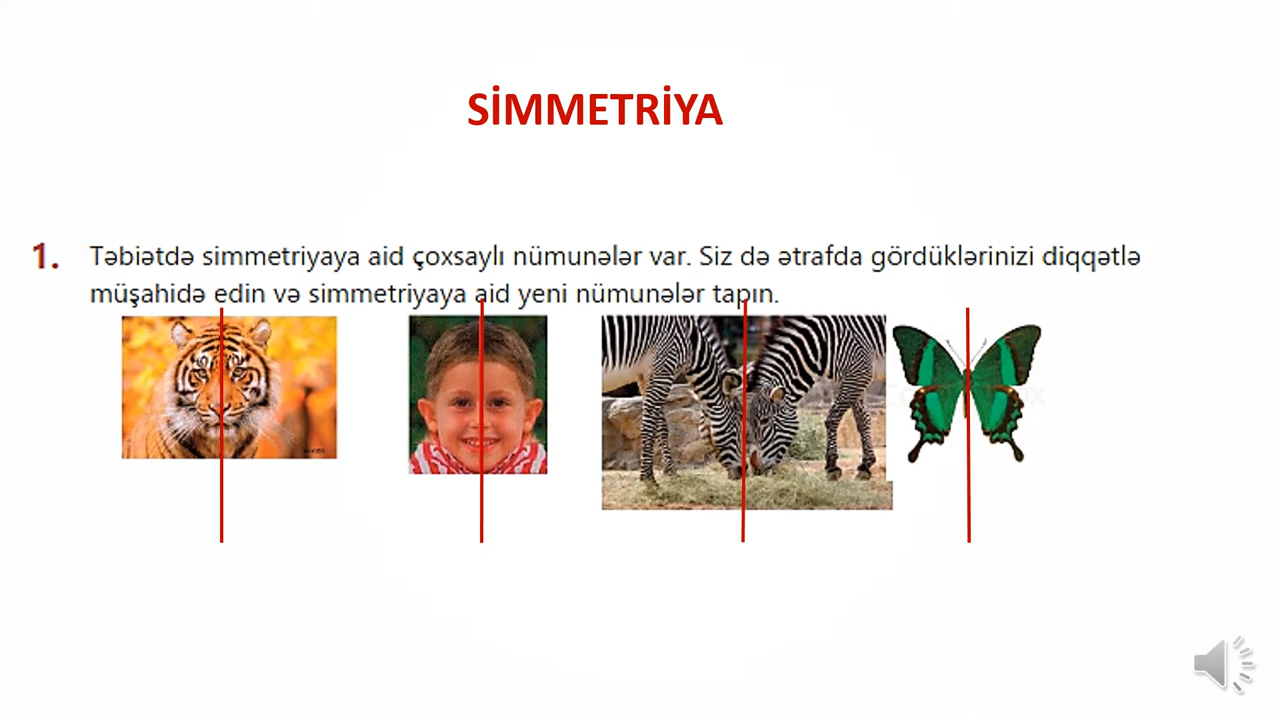 SİMMETRİYA
1. Təbiətdə simmetriyaya aid çoxsaylı nümunələr var. Siz də ətrafda gördüklərinizi diqqətlə
müşahidə edin və simmetriyaya aid yeni nümunələr tapın.